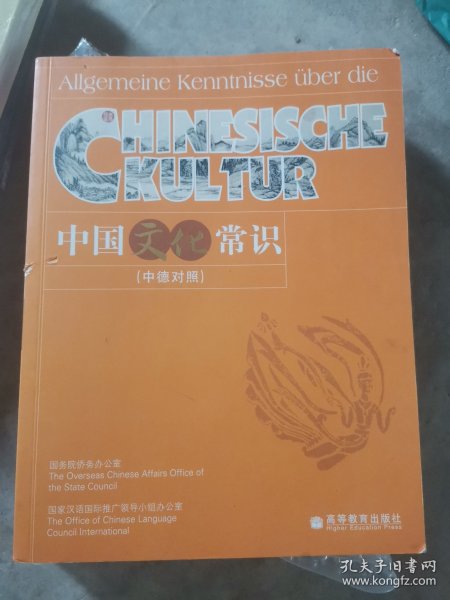 Allgemeine Kenntnisse über die
CHINESISCHE
KULTUR
中国文化常识
(中德对照)
国务院侨务办公室
The Overseas Chinese Affairs Office of
the State Council
国家汉语国际推广领导小组办公室
The Office of Chinese Language
Council International
高等教育出版社
Higher Education Press
孔夫子旧书网
www.kongfz.com